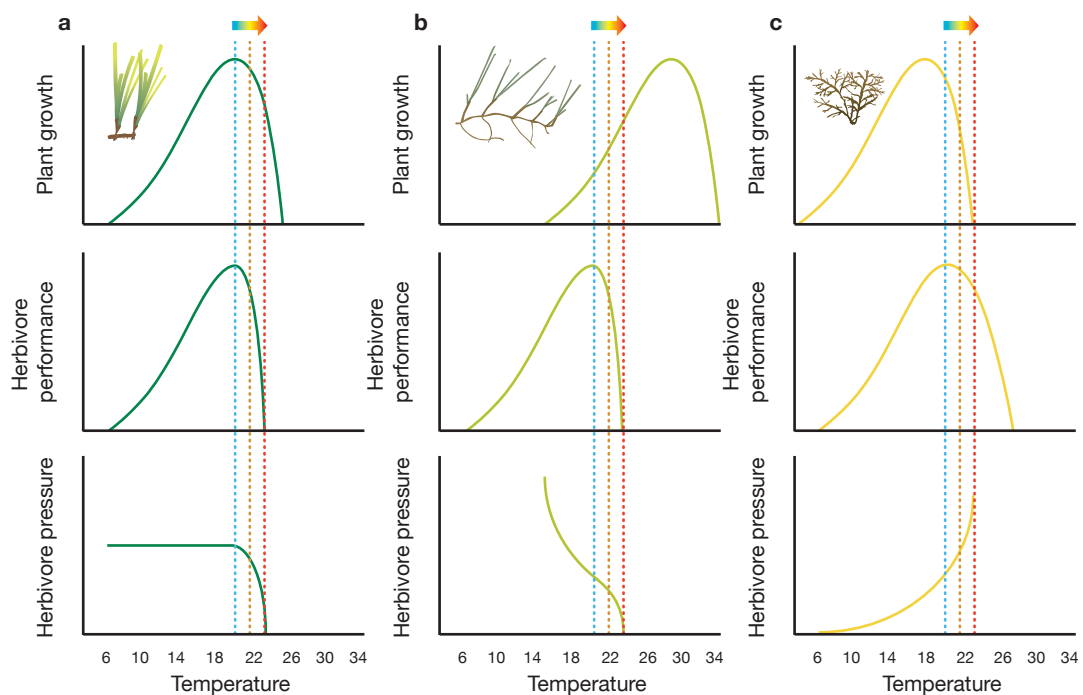 a
b
c
Plant growth
Plant growth
Plant growth
Herbivore
performance
Herbivore
performance
Herbivore
performance
Herbivore pressure
Herbivore pressure
Herbivore pressure
6 10 14 18 22 26 30 34
6 10 14 18 22 26 30 34
6 10 14 18 22 26 30 34
Temperature
Temperature
Temperature